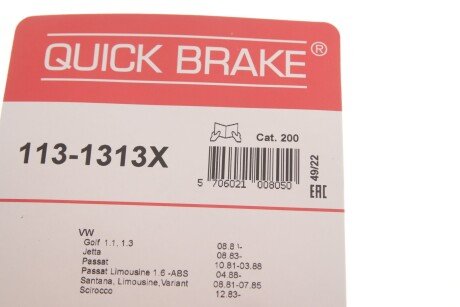 QUICK BRAKE®
113-1313X
Cat. 200
5 706021 008050
49/22
EAC
VW
Golf 1.1, 1.3 08.81-
Jetta 08.83-
Passat 10.81-03.88
Passat Limousine 1.6 -ABS 04.88-
Santana, Limousine,Variant 08.81-07.85
Scirocco 12.83-